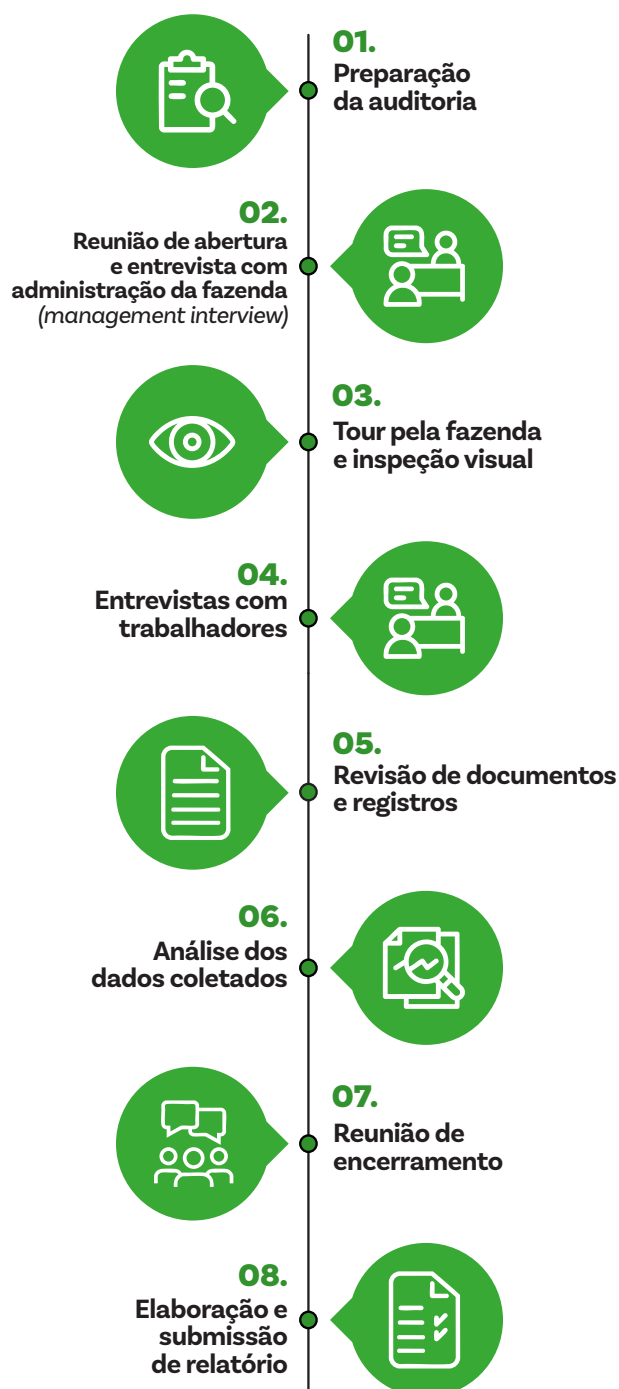 01.
Preparação
da auditoria
02.
Reunião de abertura
e entrevista com
administração da fazenda
(management interview)
03.
Tour pela fazenda
e inspeção visual
04.
Entrevistas com
trabalhadores
05.
Revisão de documentos
e registros
06.
Análise dos
dados coletados
07.
Reunião de
encerramento
08.
Elaboração e
submissão
de relatório